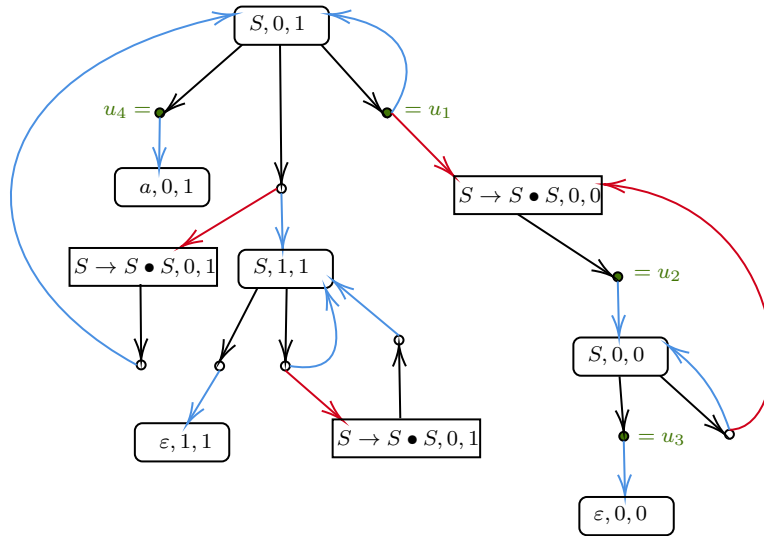 S, 0, 1
u₄ =
= u₁
a, 0, 1
S → S • S, 0, 0
S → S • S, 0, 1
S, 1, 1
= u₂
S, 0, 0
ε, 1, 1
S → S • S, 0, 1
= u₃
ε, 0, 0